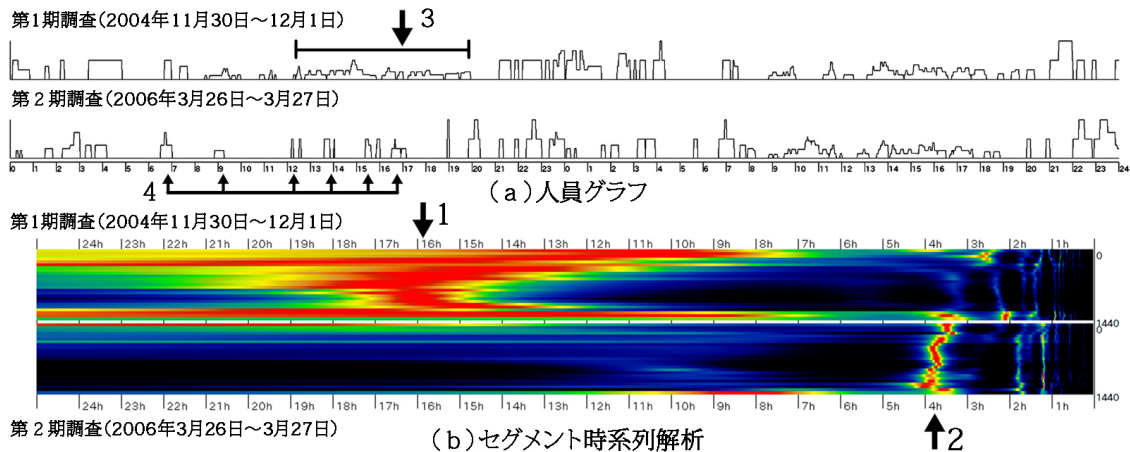 第1期調査(2004年11月30日～12月1日)
3
第２期調査(2006年3月26日～3月27日)
0 1 2 3 4 5 6 7 8 9 10 11 12 13 14 15 16 17 18 19 20 21 22 23 0 1 2 3 4 5 6 7 8 9 10 11 12 13 14 15 16 17 18 19 20 21 22 23 24
4
(a)人員グラフ
第1期調査(2004年11月30日～12月1日)
1
24h 23h 22h 21h 20h 19h 18h 17h 16h 15h 14h 13h 12h 11h 10h 9h 8h 7h 6h 5h 4h 3h 2h 1h
0
1440
0
1440
24h 23h 22h 21h 20h 19h 18h 17h 16h 15h 14h 13h 12h 11h 10h 9h 8h 7h 6h 5h 4h 3h 2h 1h
第２期調査(2006年3月26日～3月27日)
(b)セグメント時系列解析
2